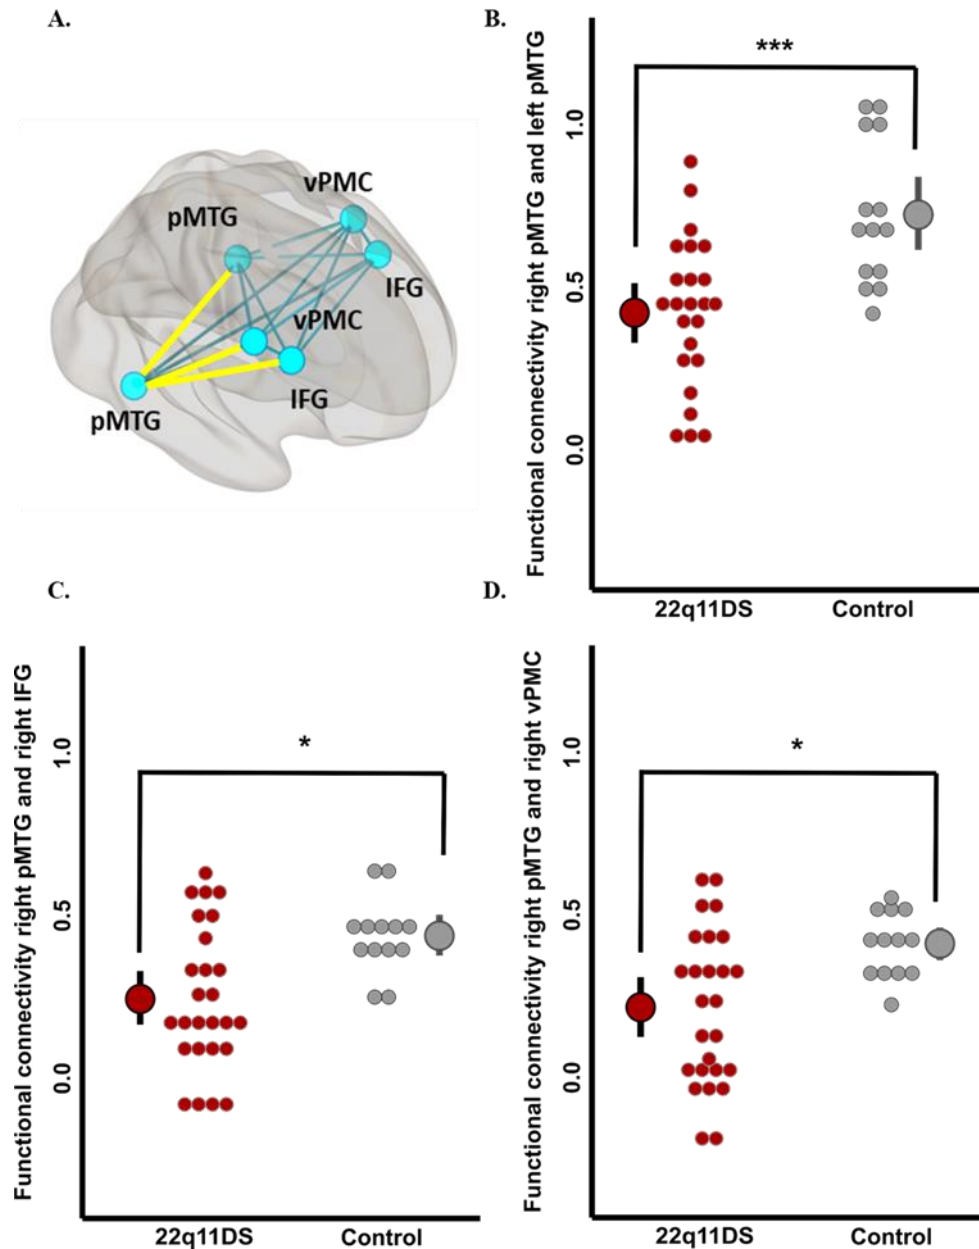 A.
vPMC
pMTG
IFG
vPMC
IFG
pMTG
B.
Functional connectivity right pMTG and left pMTG
1.0
0.5
0.0
***
22q11DS
Control
C.
Functional connectivity right pMTG and right IFG
1.0
0.5
0.0
*
22q11DS
Control
D.
Functional connectivity right pMTG and right vPMC
1.0
0.5
0.0
*
22q11DS
Control